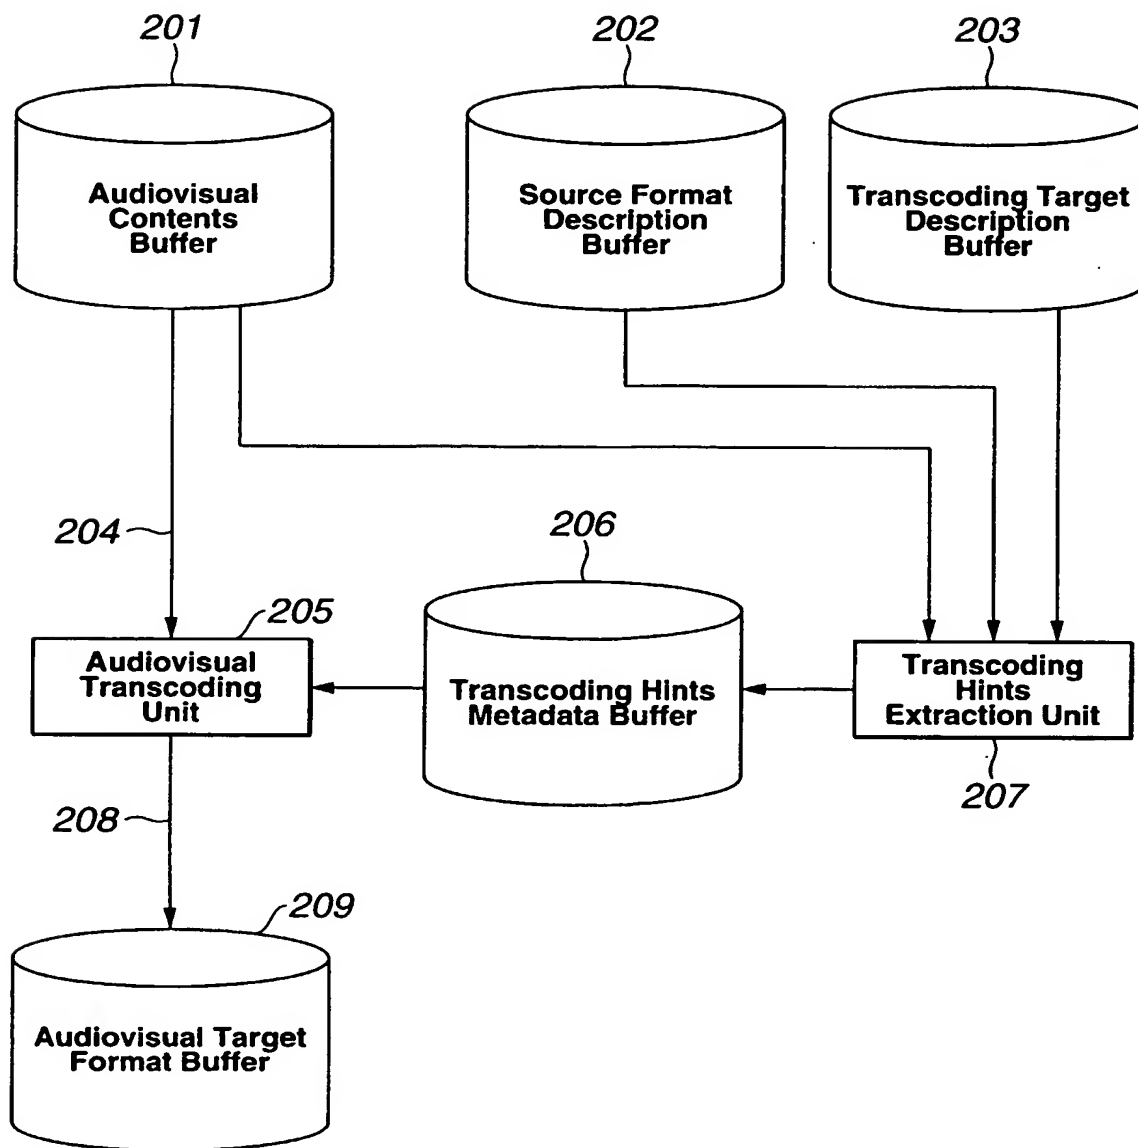 201
202
203
Audiovisual
Contents
Buffer
Source Format
Description
Buffer
Transcoding Target
Description
Buffer
204
206
205
Audiovisual
Transcoding
Unit
Transcoding Hints
Metadata Buffer
Transcoding
Hints
Extraction Unit
207
208
209
Audiovisual Target
Format Buffer